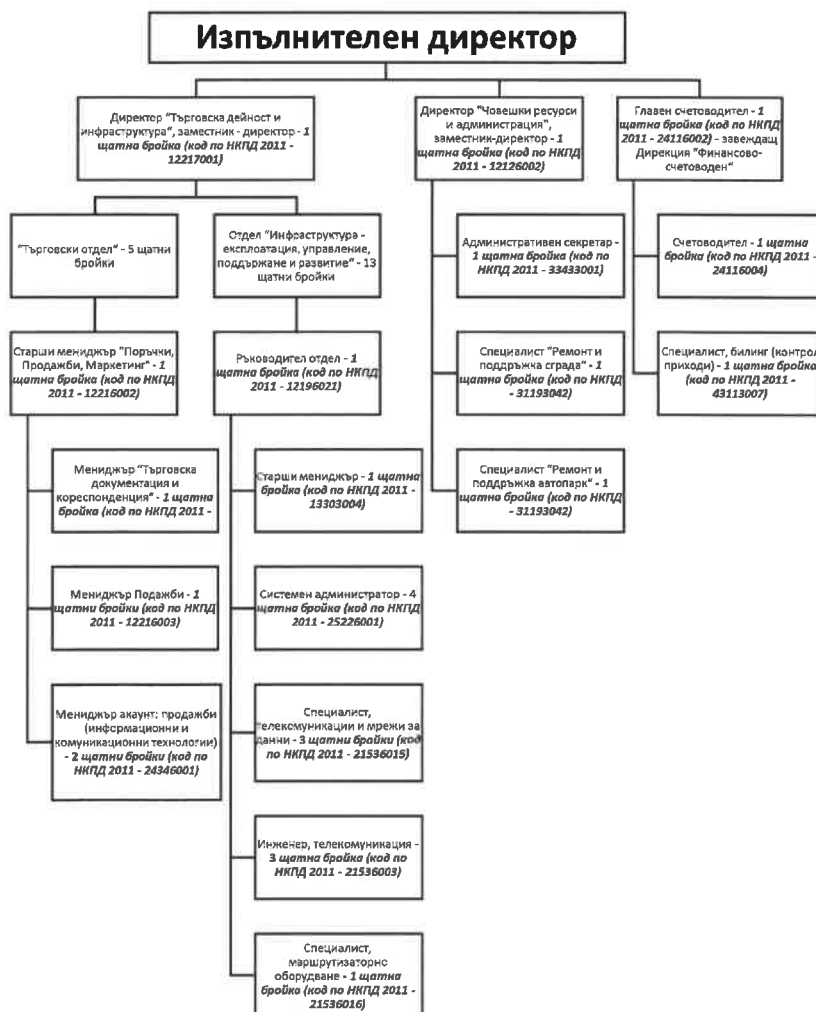 Изпълнителен директор
Директор "Търговска дейност и
инфраструктура", заместник - директор - 1
щатна бройка (код по НКПД 2011 -
12217001)
Директор "Човешки ресурси
и администрация",
заместник-директор - 1
щатна бройка (код по НКПД
2011 - 12126002)
Главен счетоводител - 1
щатна бройка (код по НКПД
2011 - 24116002) - завеждащ
Дирекция "Финансово-
счетоводен"
"Търговски отдел" - 5 щатни
бройки
Отдел "Инфраструктура -
експлоатация, управление,
поддържане и развитие" - 13
щатни бройки
Административен секретар -
1 щатна бройка (код по
НКПД 2011 - 33433001)
Счетоводител - 1 щатна
бройка (код по НКПД 2011 -
24116004)
Старши мениджър "Поръчки,
Продажби, Маркетинг" - 1
щатна бройка (код по НКПД
2011 - 12216002)
Ръководител отдел - 1
щатна бройка (код по НКПД
2011 - 12196021)
Специалист "Ремонт и
поддръжка сграда" - 1
щатна бройка (код по НКПД
2011 - 31193042)
Специалист, билинг (контрол
приходи) - 1 щатна бройка
(код по НКПД 2011 -
43113007)
Мениджър "Търговска
документация и
кореспонденция" - 1 щатна
бройка (код по НКПД 2011 -
Старши мениджър - 1 щатна
бройка (код по НКПД 2011 -
13303004)
Специалист "Ремонт и
поддръжка автопарк" - 1
щатна бройка (код по НКПД
2011 - 31193042)
Мениджър Подажби - 1
щатни бройки (код по НКПД
2011 - 12216003)
Системен администратор - 4
щатна бройка (код по НКПД
2011 - 25226001)
Мениджър акаунт: продажби
(информационни и
комуникационни технологии)
- 2 щатни бройки (код по
НКПД 2011 - 24346001)
Специалист,
телекомуникации и мрежи за
данни - 3 щатни бройки (код
по НКПД 2011 - 21536015)
Инженер, телекомуникация -
3 щатна бройка (код по
НКПД 2011 - 21536003)
Специалист,
маршрутизаторно
оборудване - 1 щатна
бройка (код по НКПД 2011 -
21536016)